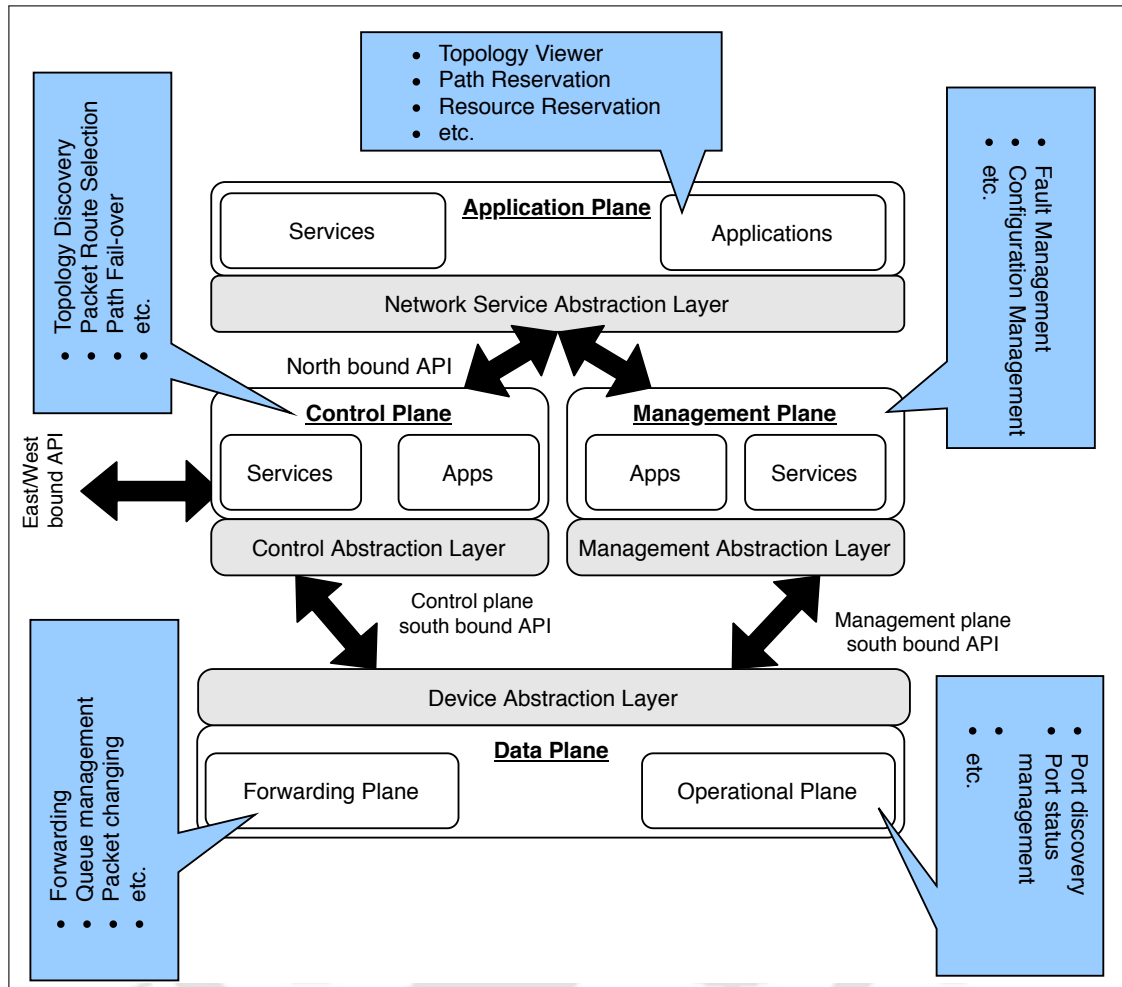 • Topology Viewer
• Path Reservation
• Resource Reservation
• etc.
• Topology Discovery
• Packet Route Selection
• Path Fail-over
• etc.
• Fault Management
• Configuration Management
• etc.
Application Plane
Services
Applications
Network Service Abstraction Layer
North bound API
Control Plane
Services
Apps
Management Plane
Apps
Services
East/West
bound API
Control Abstraction Layer
Management Abstraction Layer
Control plane
south bound API
Management plane
south bound API
Device Abstraction Layer
Data Plane
Forwarding Plane
Operational Plane
• Forwarding
• Queue management
• Packet changing
• etc.
• Port discovery
• Port status
• management
• etc.